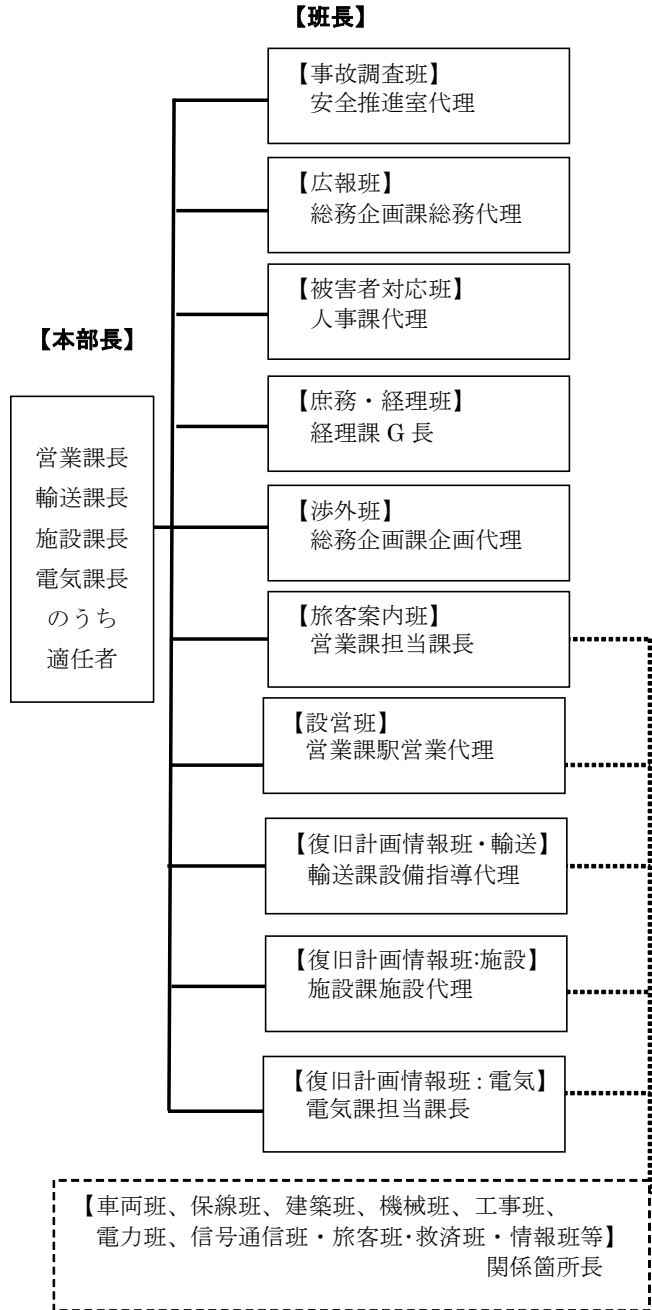 【班長】
【事故調査班】
安全推進室代理
【広報班】
総務企画課総務代理
【被害者対応班】
人事課代理
【本部長】
営業課長
輸送課長
施設課長
電気課長
のうち
適任者
【庶務・経理班】
経理課 G 長
【渉外班】
総務企画課企画代理
【旅客案内班】
営業課担当課長
【設営班】
営業課駅営業代理
【復旧計画情報班・輸送】
輸送課設備指導代理
【復旧計画情報班:施設】
施設課施設代理
【復旧計画情報班：電気】
電気課担当課長
【車両班、保線班、建築班、機械班、工事班、
電力班、信号通信班・旅客班・救済班・情報班等】
関係箇所長